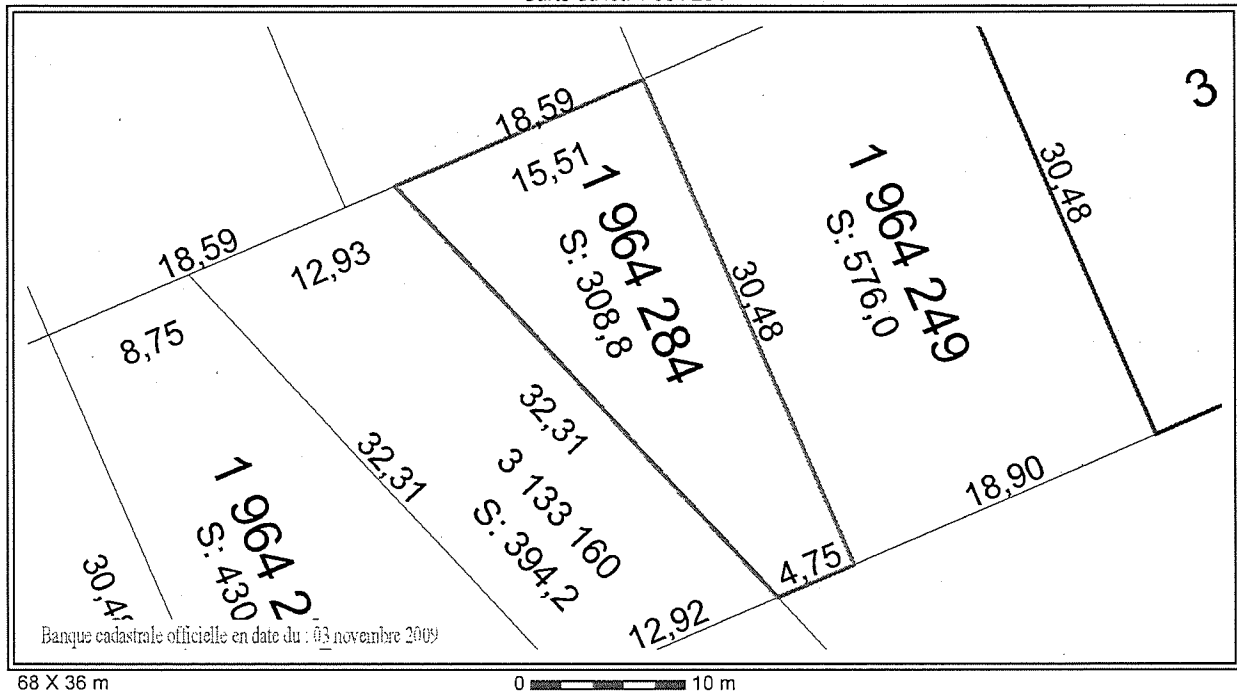 3
18,59
15,51
1 964 284
S: 308,8
30,48
1 964 249
S: 576,0
30,48
18,59
12,93
8,75
32,31
32,31
3 133 160
S: 394,2
1 964 2
S: 430
30,48
18,90
4,75
12,92
Banque cadastrale officielle en date du : 03 novembre 2009
68 X 36 m
0 10 m